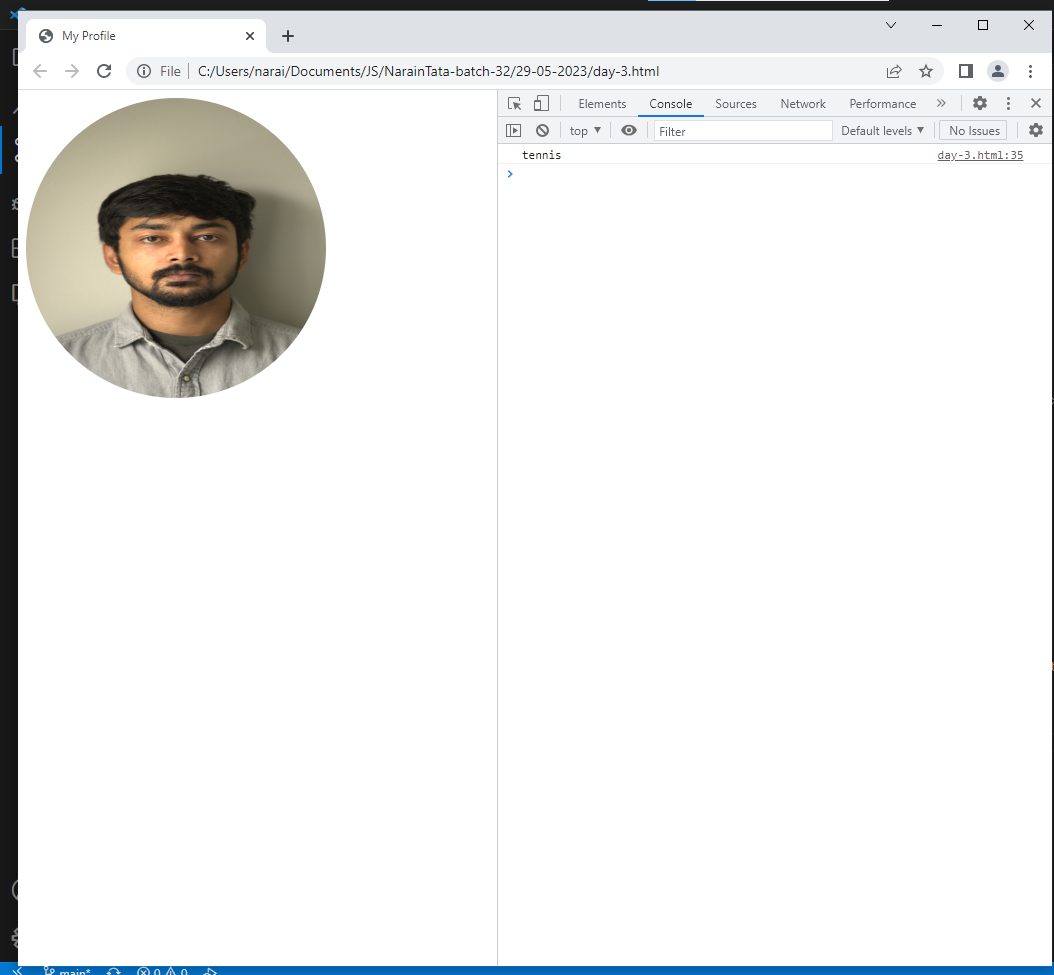 My Profile
File C:/Users/narai/Documents/JS/NarainTata-batch-32/29-05-2023/day-3.html
Elements Console Sources Network Performance »
top ▼ Filter Default levels ▼ No Issues
tennis day-3.html:35
main* 0 0